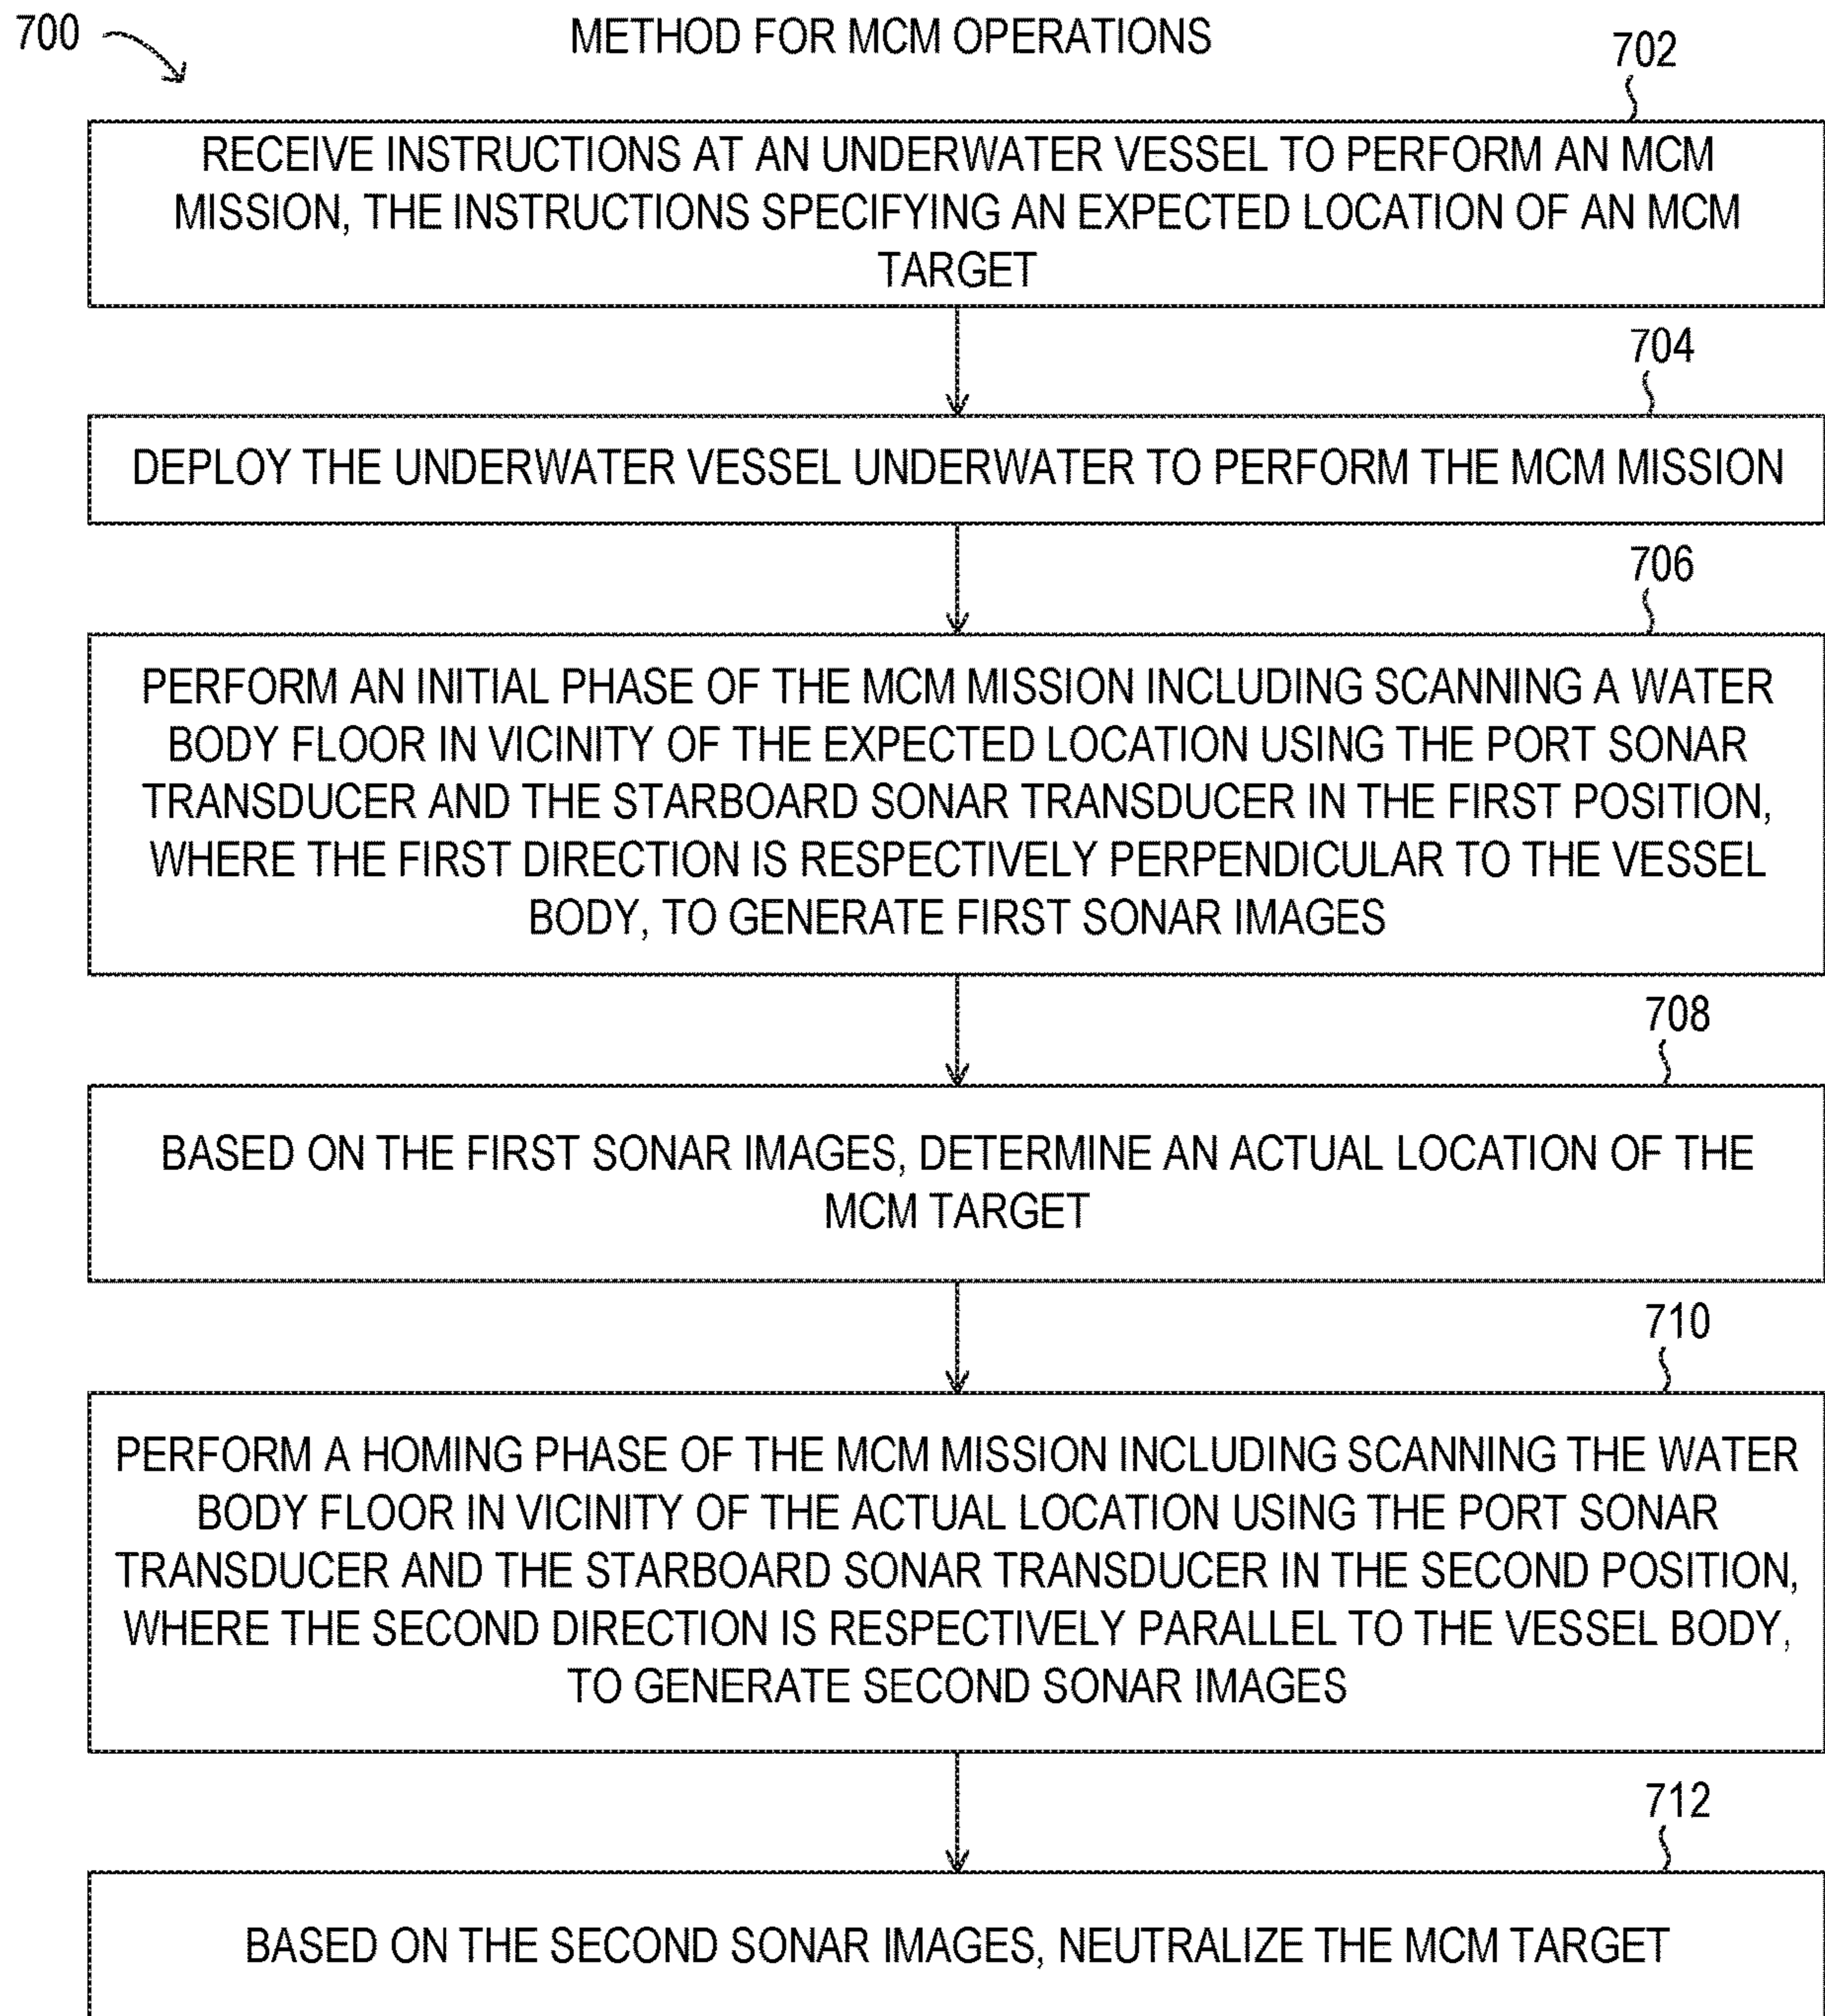 700
METHOD FOR MCM OPERATIONS
702
RECEIVE INSTRUCTIONS AT AN UNDERWATER VESSEL TO PERFORM AN MCM
MISSION, THE INSTRUCTIONS SPECIFYING AN EXPECTED LOCATION OF AN MCM
TARGET
704
DEPLOY THE UNDERWATER VESSEL UNDERWATER TO PERFORM THE MCM MISSION
706
PERFORM AN INITIAL PHASE OF THE MCM MISSION INCLUDING SCANNING A WATER
BODY FLOOR IN VICINITY OF THE EXPECTED LOCATION USING THE PORT SONAR
TRANSDUCER AND THE STARBOARD SONAR TRANSDUCER IN THE FIRST POSITION,
WHERE THE FIRST DIRECTION IS RESPECTIVELY PERPENDICULAR TO THE VESSEL
BODY, TO GENERATE FIRST SONAR IMAGES
708
BASED ON THE FIRST SONAR IMAGES, DETERMINE AN ACTUAL LOCATION OF THE
MCM TARGET
710
PERFORM A HOMING PHASE OF THE MCM MISSION INCLUDING SCANNING THE WATER
BODY FLOOR IN VICINITY OF THE ACTUAL LOCATION USING THE PORT SONAR
TRANSDUCER AND THE STARBOARD SONAR TRANSDUCER IN THE SECOND POSITION,
WHERE THE SECOND DIRECTION IS RESPECTIVELY PARALLEL TO THE VESSEL BODY,
TO GENERATE SECOND SONAR IMAGES
712
BASED ON THE SECOND SONAR IMAGES, NEUTRALIZE THE MCM TARGET